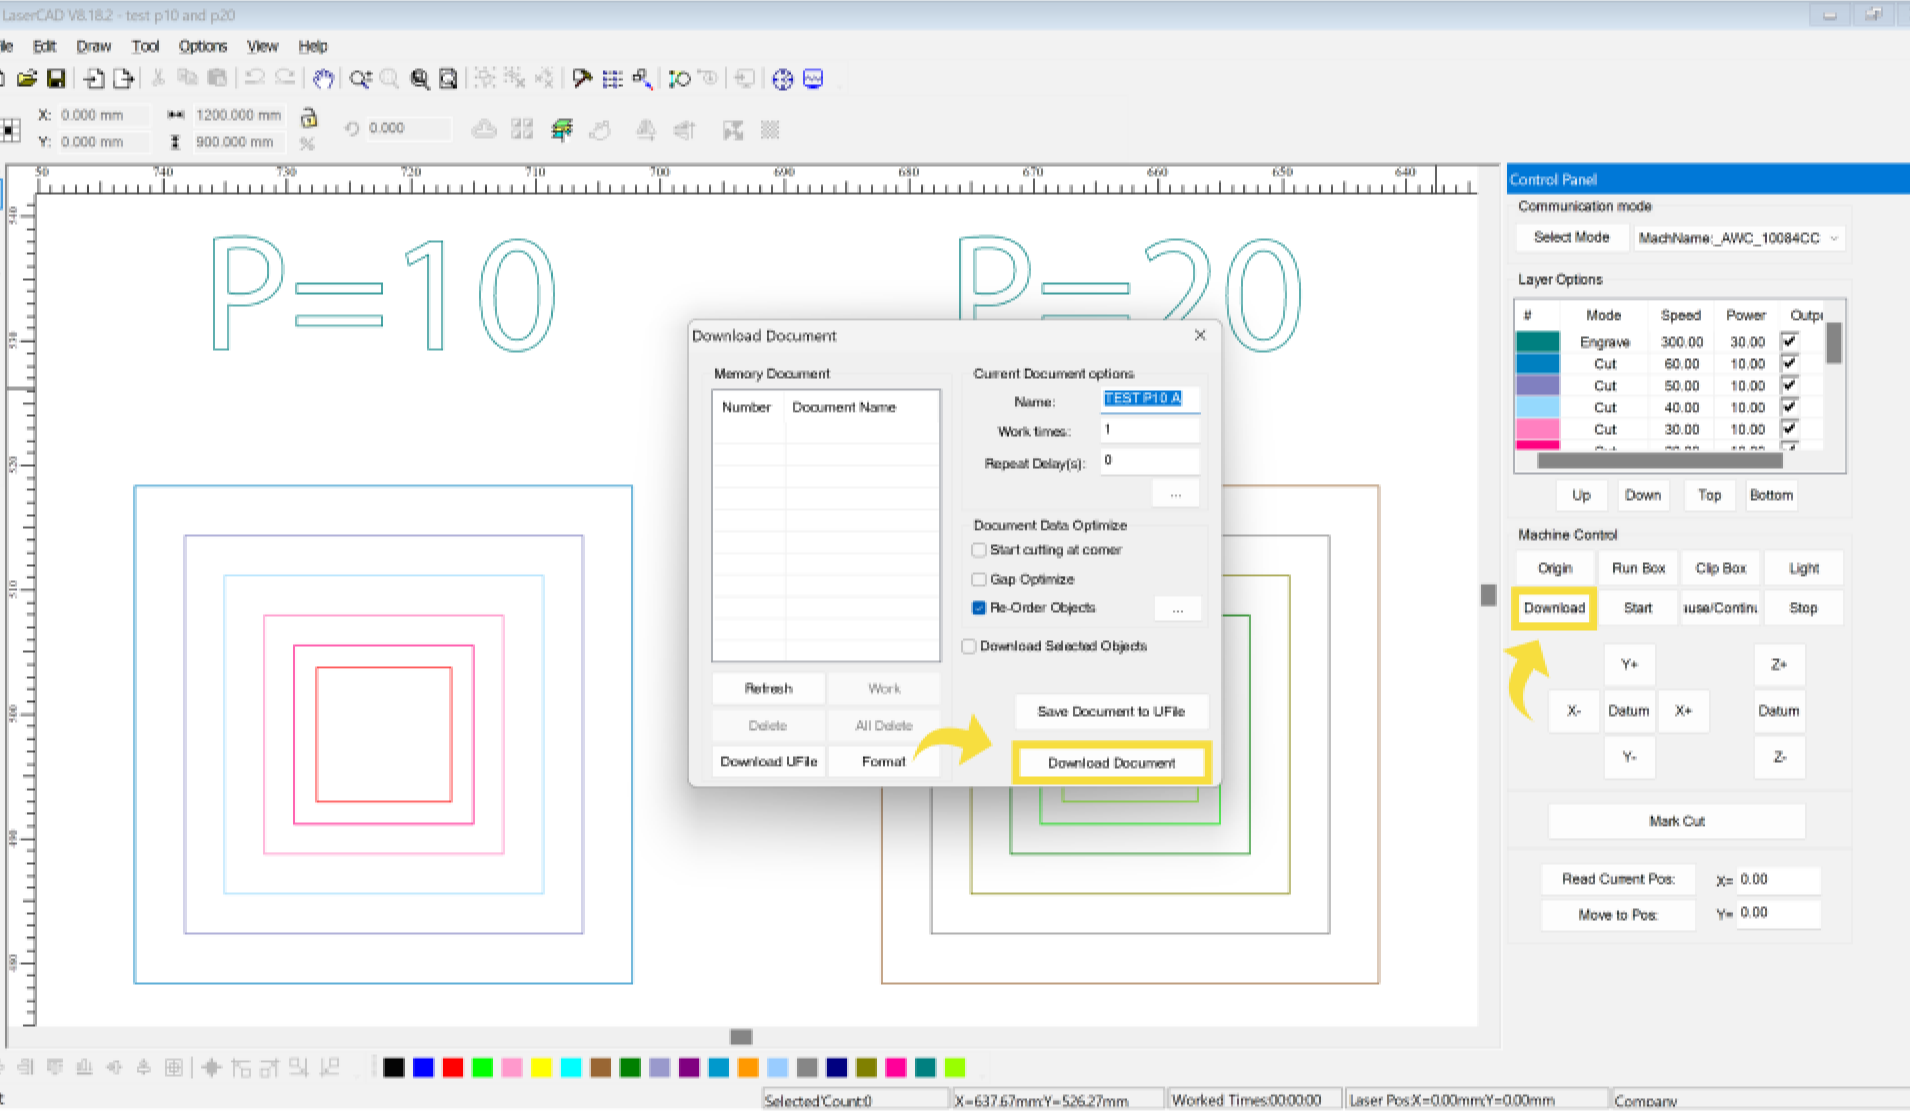 LaserCAD V8.18.2 - test p10 and p20
Edit Draw Tool Options View Help
X: 0.000 mm 1200.000 mm
Y: 0.000 mm 900.000 mm
0.000
%
50 740 730 720 710 700 690 680 670 660 650 640
P=10
P=20
Control Panel
Communication mode
Select Mode MachName:_AWC_10084CC
Layer Options
# Mode Speed Power Outpu
Engrave 300.00 30.00
Cut 60.00 10.00
Cut 50.00 10.00
Cut 40.00 10.00
Cut 30.00 10.00
Up Down Top Bottom
Machine Control
Origin Run Box Clip Box Light
Download Start ause/Continu Stop
Y+ Z+
X- Datum X+ Datum
Y- Z-
Mark Cut
Read Current Pos: X= 0.00
Move to Pos: Y= 0.00
Download Document
Memory Document
Number Document Name
Refresh Work
Delete All Delete
Download UFile Format
Current Document options
Name: TEST P10 A
Work times: 1
Repeat Delay(s): 0
...
Document Data Optimize
Start cutting at corner
Gap Optimize
Re-Order Objects ...
Download Selected Objects
Save Document to UFile
Download Document
Selected'Count:0 X=637.67mmY=526.27mm Worked Times:00:00:00 Laser Pos:X=0.00mm;Y=0.00mm Company